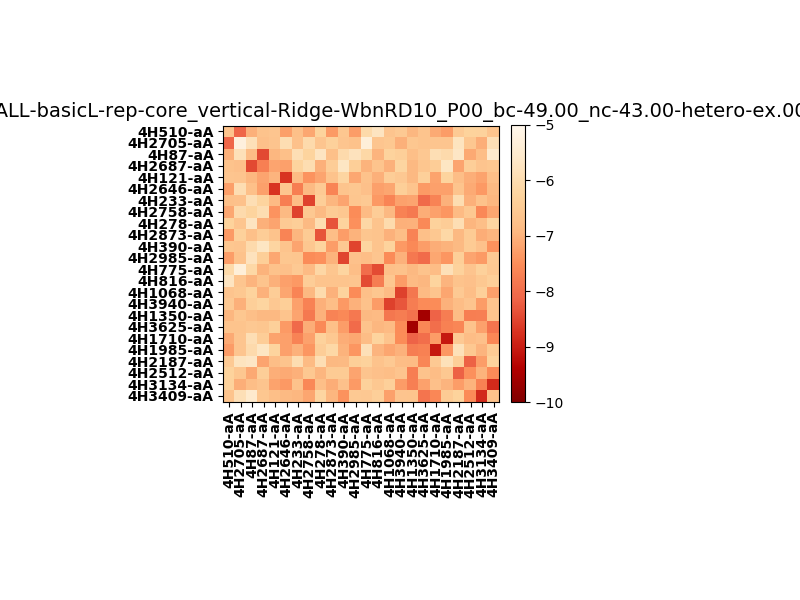 ALL-basicL-rep-core_vertical-Ridge-WbnRD10_P00_bc-49.00_nc-43.00-hetero-ex.00
4H510-aA
4H2705-aA
4H87-aA
4H2687-aA
4H121-aA
4H2646-aA
4H233-aA
4H2758-aA
4H278-aA
4H2873-aA
4H390-aA
4H2985-aA
4H775-aA
4H816-aA
4H1068-aA
4H3940-aA
4H1350-aA
4H3625-aA
4H1710-aA
4H1985-aA
4H2187-aA
4H2512-aA
4H3134-aA
4H3409-aA
4H510-aA
4H2705-aA
4H87-aA
4H2687-aA
4H121-aA
4H2646-aA
4H233-aA
4H2758-aA
4H278-aA
4H2873-aA
4H390-aA
4H2985-aA
4H775-aA
4H816-aA
4H1068-aA
4H3940-aA
4H1350-aA
4H3625-aA
4H1710-aA
4H1985-aA
4H2187-aA
4H2512-aA
4H3134-aA
4H3409-aA
−5
−6
−7
−8
−9
−10